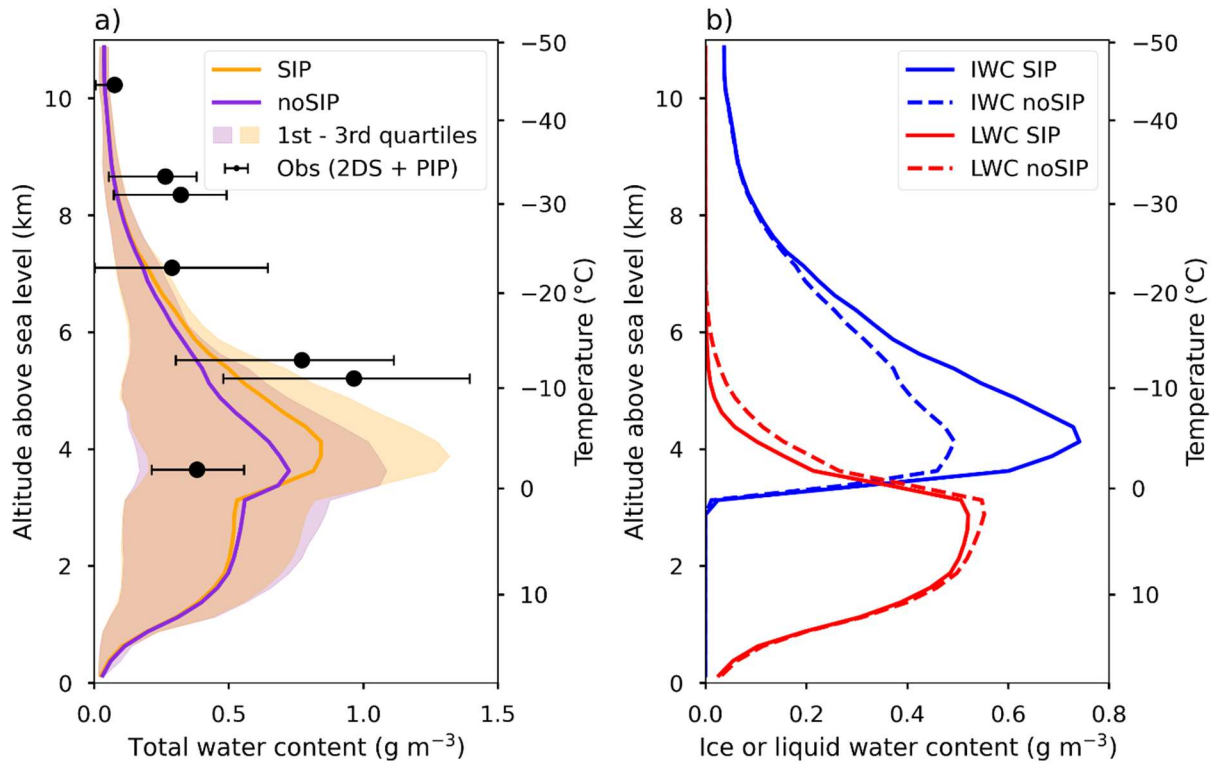 a)
SIP
noSIP
1st - 3rd quartiles
Obs (2DS + PIP)
10
8
6
4
2
0
Altitude above sea level (km)
−50
−40
−30
−20
−10
0
10
Temperature (°C)
0.0 0.5 1.0 1.5
Total water content (g m⁻³)
b)
IWC SIP
IWC noSIP
LWC SIP
LWC noSIP
10
8
6
4
2
0
Altitude above sea level (km)
−50
−40
−30
−20
−10
0
10
Temperature (°C)
0.0 0.2 0.4 0.6 0.8
Ice or liquid water content (g m⁻³)